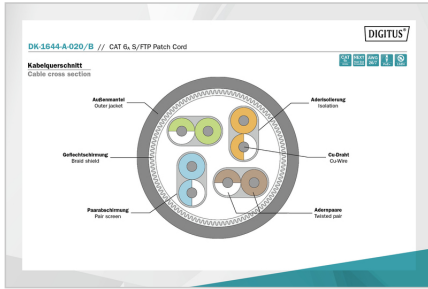 DIGITUS®
DK-1644-A-020/B // CAT 6A S/FTP Patch Cord
Kabelquerschnitt
Cable cross section
Außenmantel
Outer jacket
Aderisolierung
Isolation
Geflechtschirmung
Braid shield
Cu-Draht
Cu-Wire
Paarabschirmung
Pair screen
Adernpaare
Twisted pair